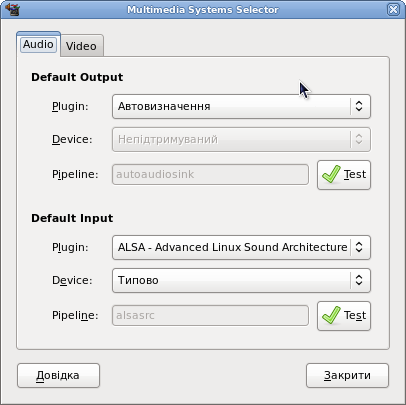 Multimedia Systems Selector
Audio Video
Default Output
Plugin: Автовизначення
Device: Непідтримуваний
Pipeline: autoaudiosink Test
Default Input
Plugin: ALSA - Advanced Linux Sound Architecture
Device: Типово
Pipeline: alsasrc Test
Довідка Закрити